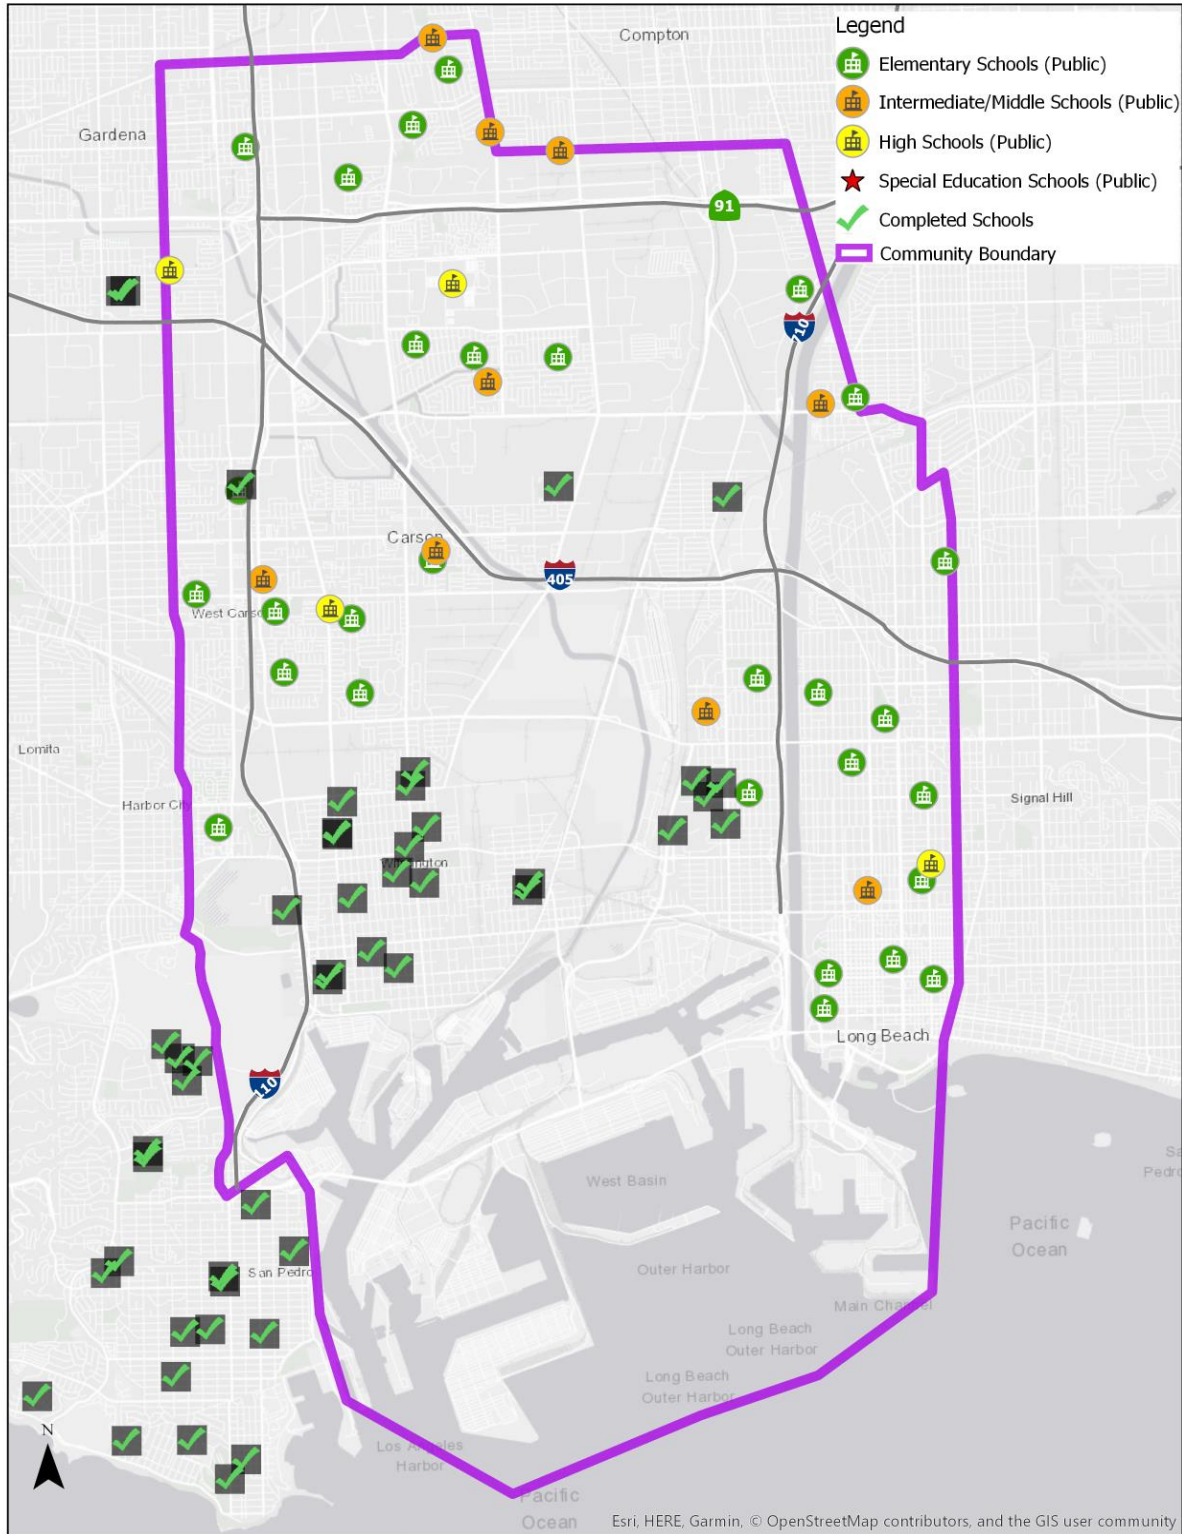 Compton
Legend
Elementary Schools (Public)
Intermediate/Middle Schools (Public)
High Schools (Public)
Special Education Schools (Public)
Completed Schools
Community Boundary
Gardena
91
710
Carson
405
West Carso
Lomita
Harbor City
Signal Hill
Long Beach
110
West Basin
Pacific
Ocean
San Pedro
Outer Harbor
Main Channel
Long Beach
Outer Harbor
Long Beach
Outer Harbor
N
Los Angeles
Harbor
Pacific
Ocean
Esri, HERE, Garmin, © OpenStreetMap contributors, and the GIS user community